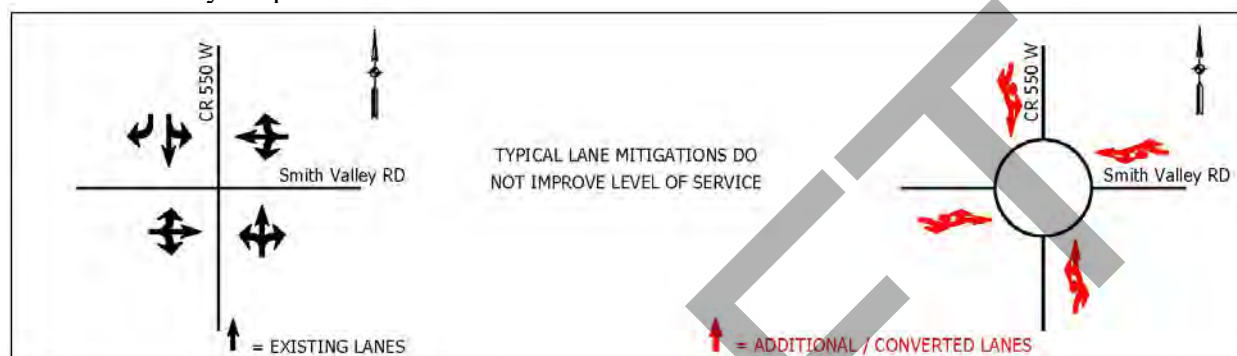 CR 550 W
Smith Valley RD
= EXISTING LANES
TYPICAL LANE MITIGATIONS DO
NOT IMPROVE LEVEL OF SERVICE
CR 550 W
Smith Valley RD
= ADDITIONAL / CONVERTED LANES